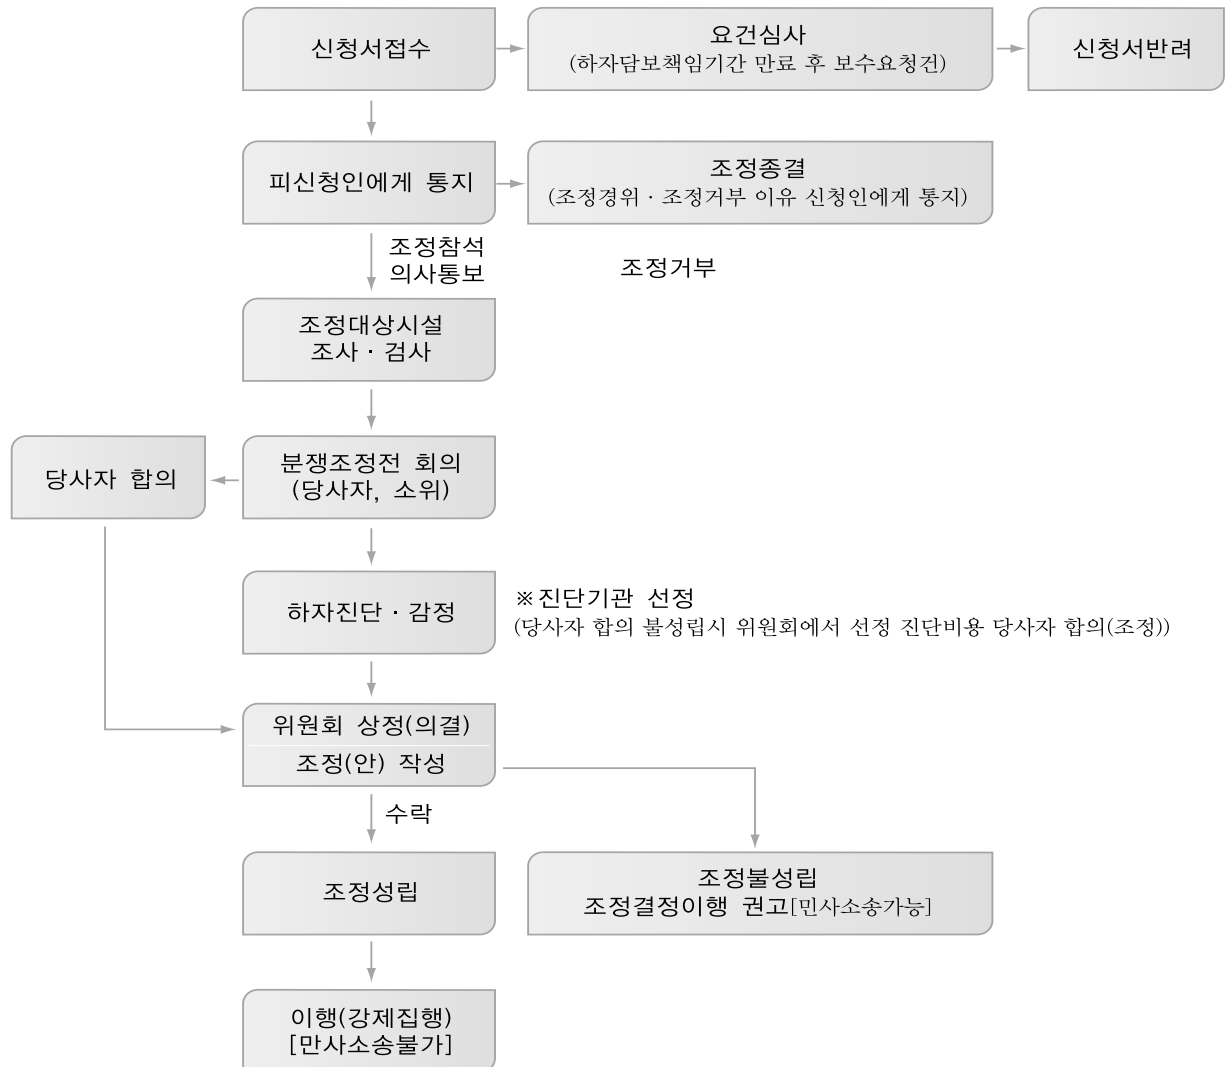 신청서접수
요건심사
(하자담보책임기간 만료 후 보수요청건)
신청서반려
피신청인에게 통지
조정종결
(조정경위 · 조정거부 이유 신청인에게 통지)
조정참석
의사통보
조정거부
조정대상시설
조사 · 검사
당사자 합의
분쟁조정전 회의
(당사자, 소위)
하자진단 · 감정
※진단기관 선정
(당사자 합의 불성립시 위원회에서 선정 진단비용 당사자 합의(조정))
위원회 상정(의결)
조정(안) 작성
수락
조정성립
조정불성립
조정결정이행 권고[민사소송가능]
이행(강제집행)
[만사소송불가]